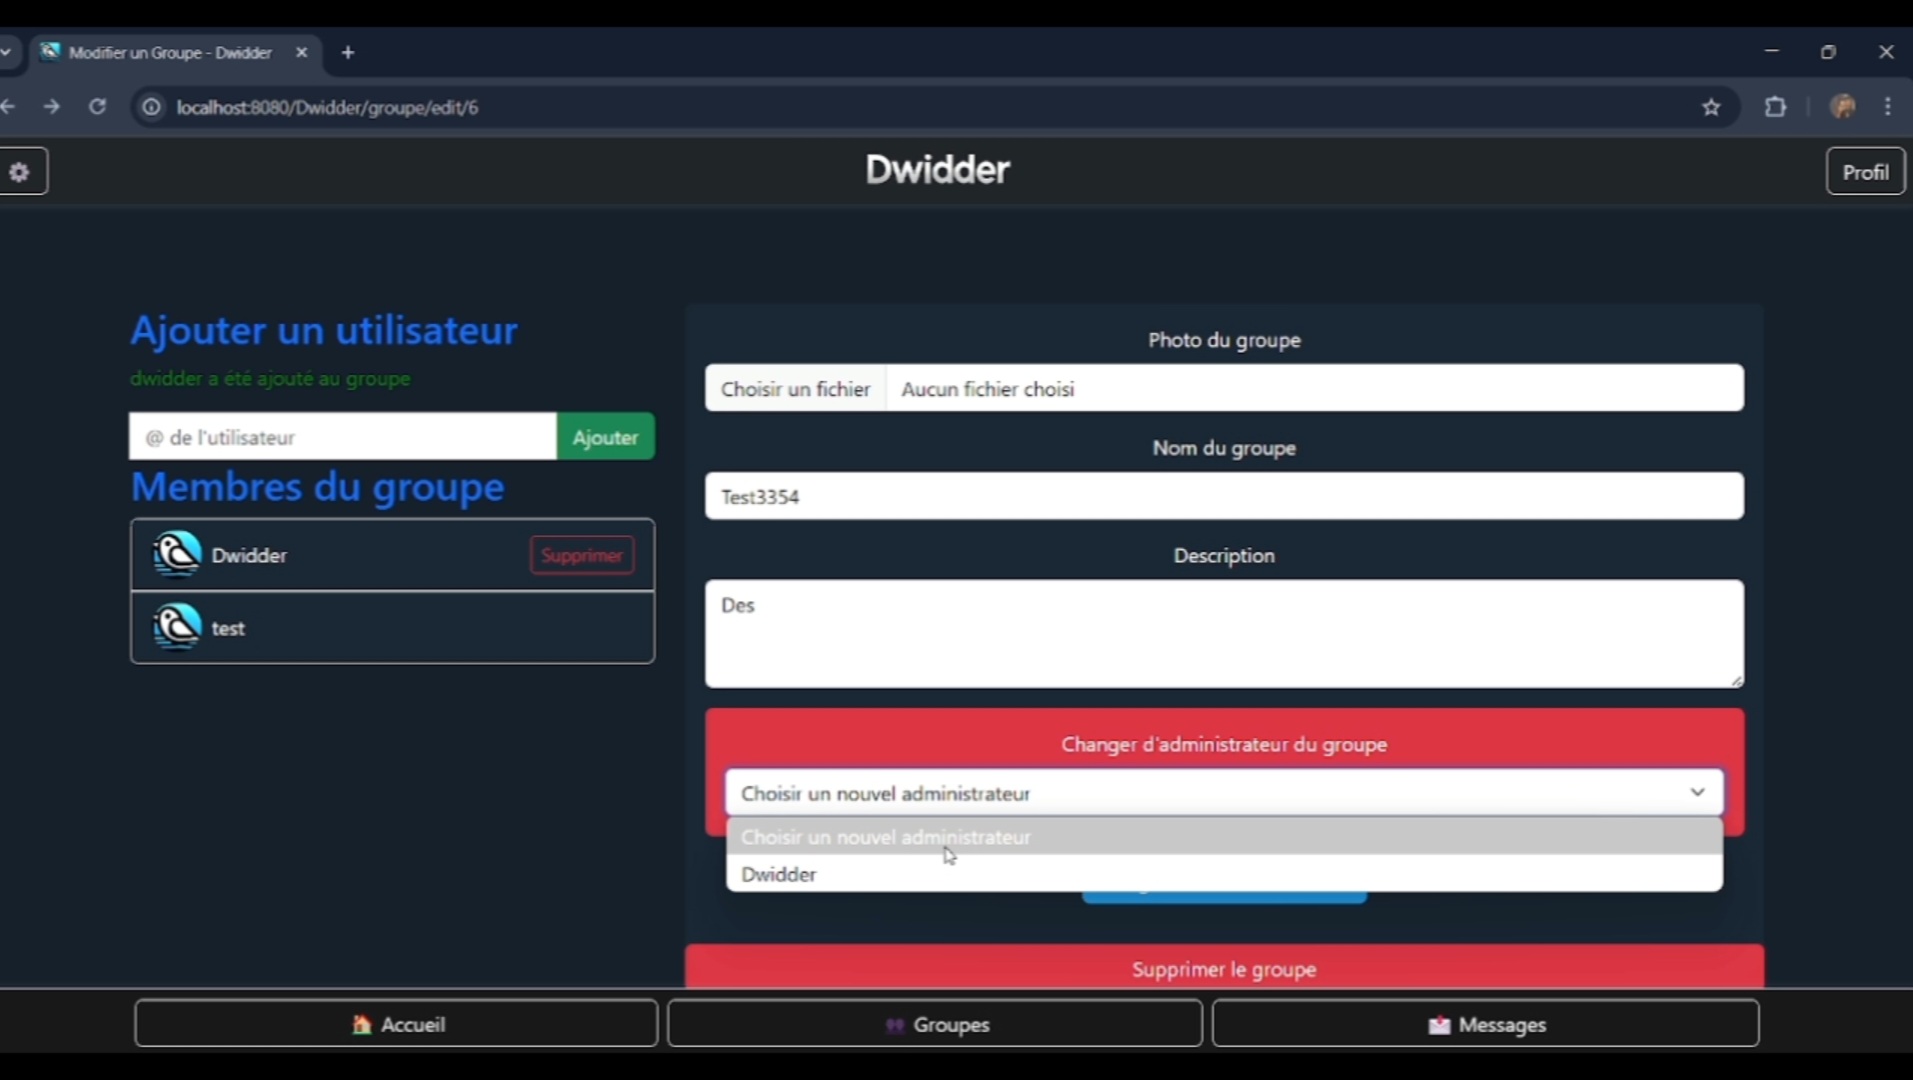 Modifier un Groupe - Dwidder
localhost:8080/Dwidder/groupe/edit/6
Dwidder
Profil
Ajouter un utilisateur
dwidder a été ajouté au groupe
@ de l'utilisateur
Ajouter
Membres du groupe
Dwidder
Supprimer
test
Photo du groupe
Choisir un fichier
Aucun fichier choisi
Nom du groupe
Test3354
Description
Des
Changer d'administrateur du groupe
Choisir un nouvel administrateur
Choisir un nouvel administrateur
Dwidder
Supprimer le groupe
Accueil
Groupes
Messages